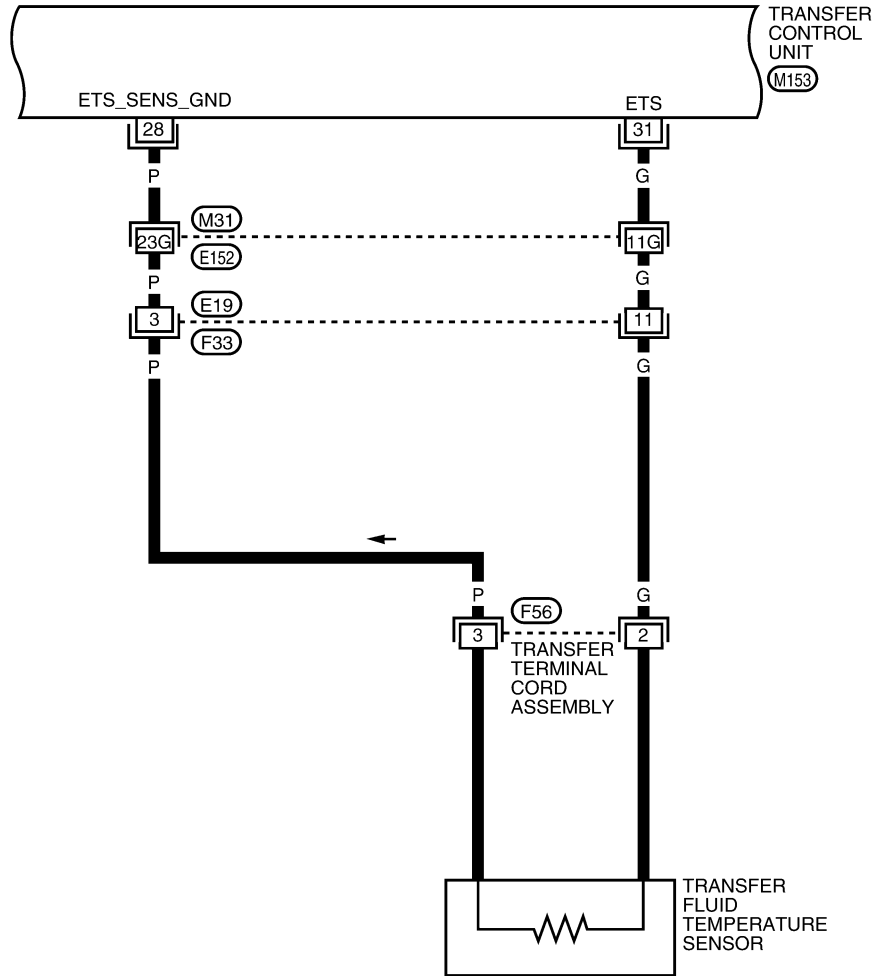 TRANSFER
CONTROL
UNIT
M153
ETS_SENS_GND
ETS
28
31
P
G
M31
23G
11G
E152
P
G
E19
3
11
F33
P
G
P
G
F56
3
2
TRANSFER
TERMINAL
CORD
ASSEMBLY
TRANSFER
FLUID
TEMPERATURE
SENSOR